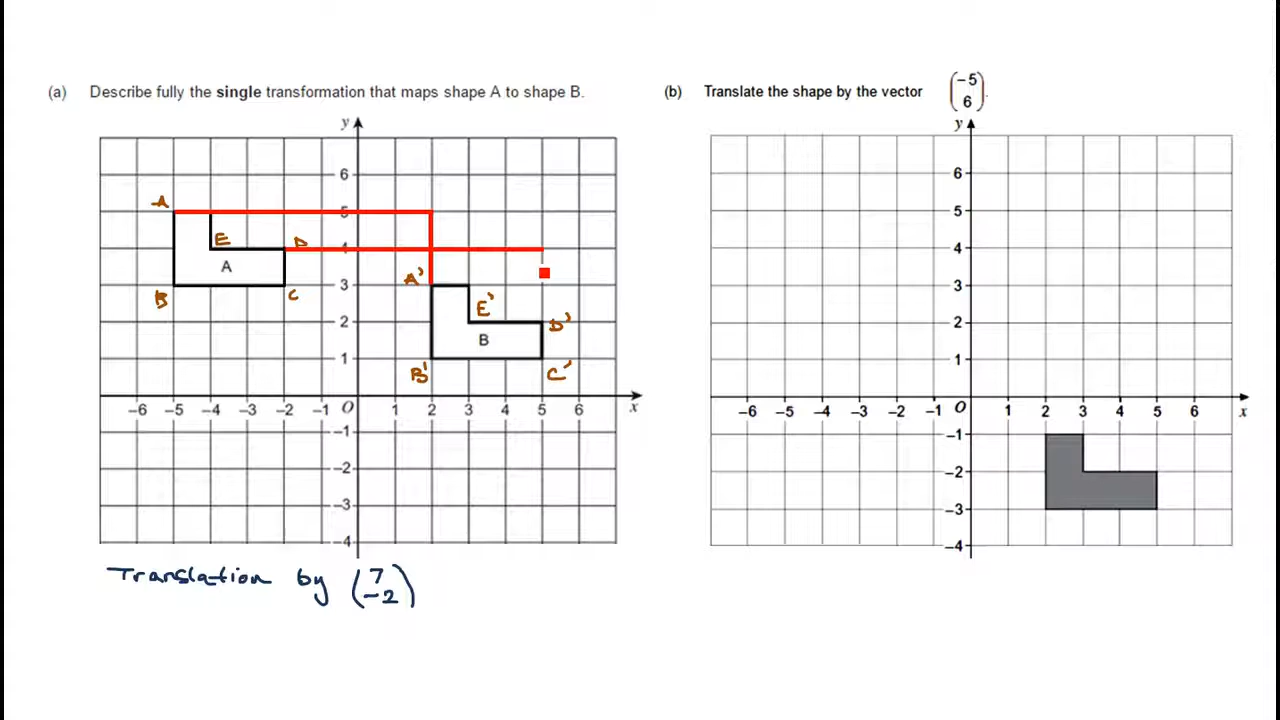 (a) Describe fully the single transformation that maps shape A to shape B.
y
6
5
4
3
2
1
−6 −5 −4 −3 −2 −1 O 1 2 3 4 5 6 x
−1
−2
−3
−4
A
E
D
A
B
C
A'
E'
D'
B
B'
C'
Translation by (7 −2)
(b) Translate the shape by the vector (−5 6).
y
6
5
4
3
2
1
−6 −5 −4 −3 −2 −1 O 1 2 3 4 5 6 x
−1
−2
−3
−4